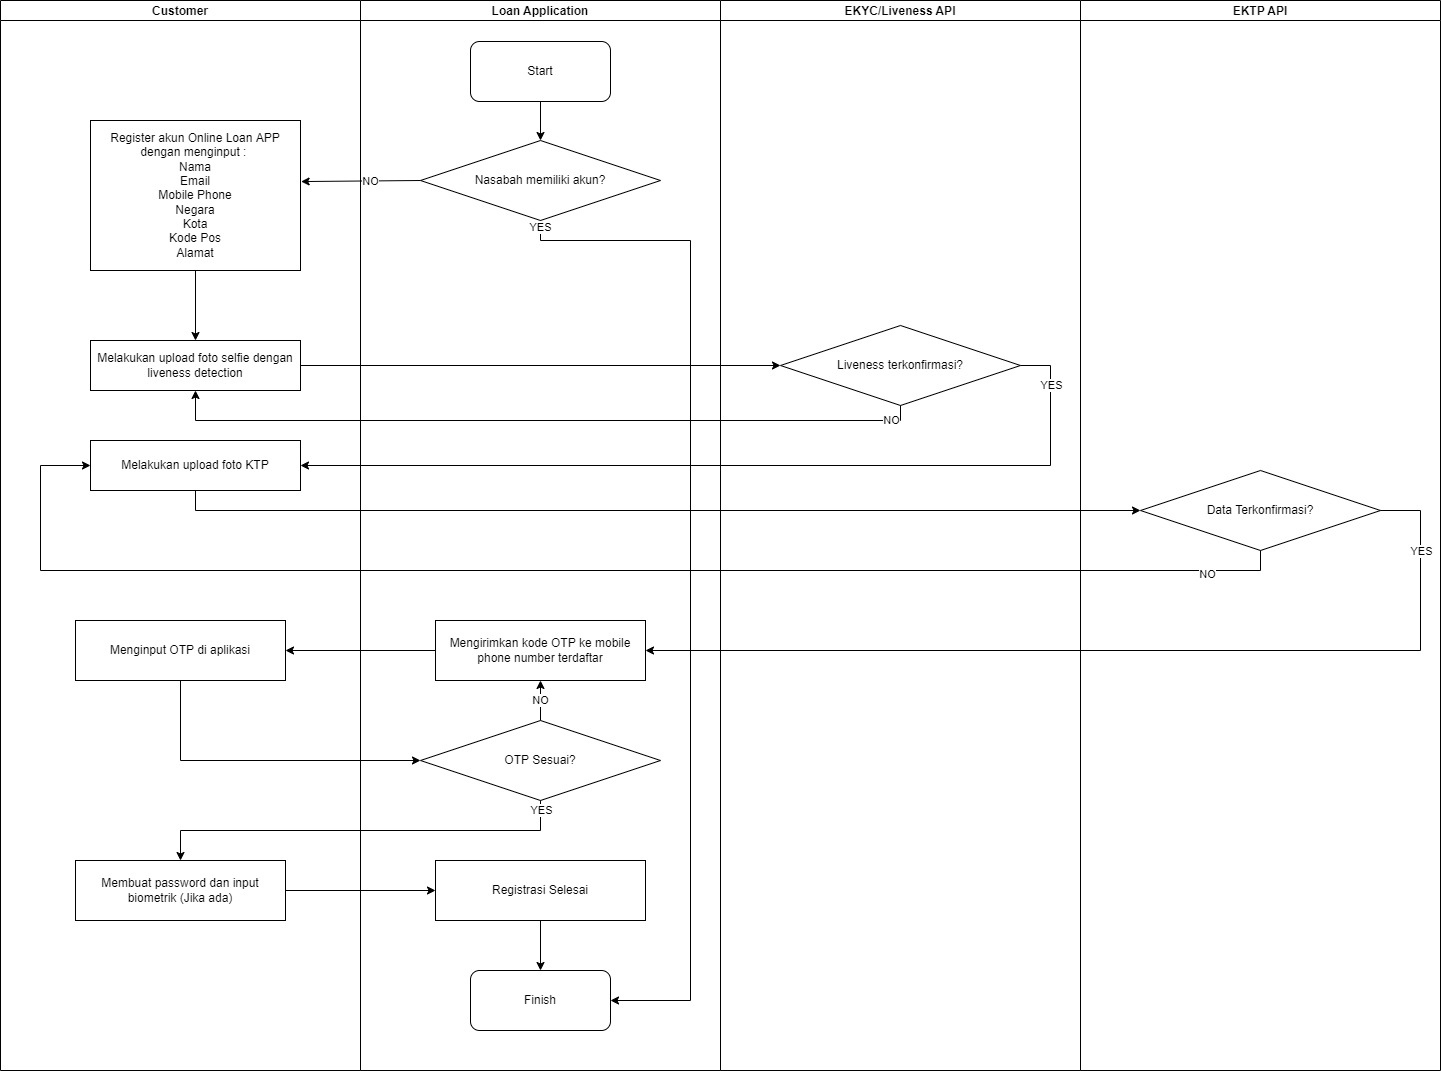 Customer
Loan Application
EKYC/Liveness API
EKTP API
Start
Register akun Online Loan APP
dengan menginput :
Nama
Email
Mobile Phone
Negara
Kota
Kode Pos
Alamat
NO
Nasabah memiliki akun?
YES
Melakukan upload foto selfie dengan
liveness detection
Liveness terkonfirmasi?
YES
NO
Melakukan upload foto KTP
Data Terkonfirmasi?
YES
NO
Menginput OTP di aplikasi
Mengirimkan kode OTP ke mobile
phone number terdaftar
NO
OTP Sesuai?
YES
Membuat password dan input
biometrik (Jika ada)
Registrasi Selesai
Finish